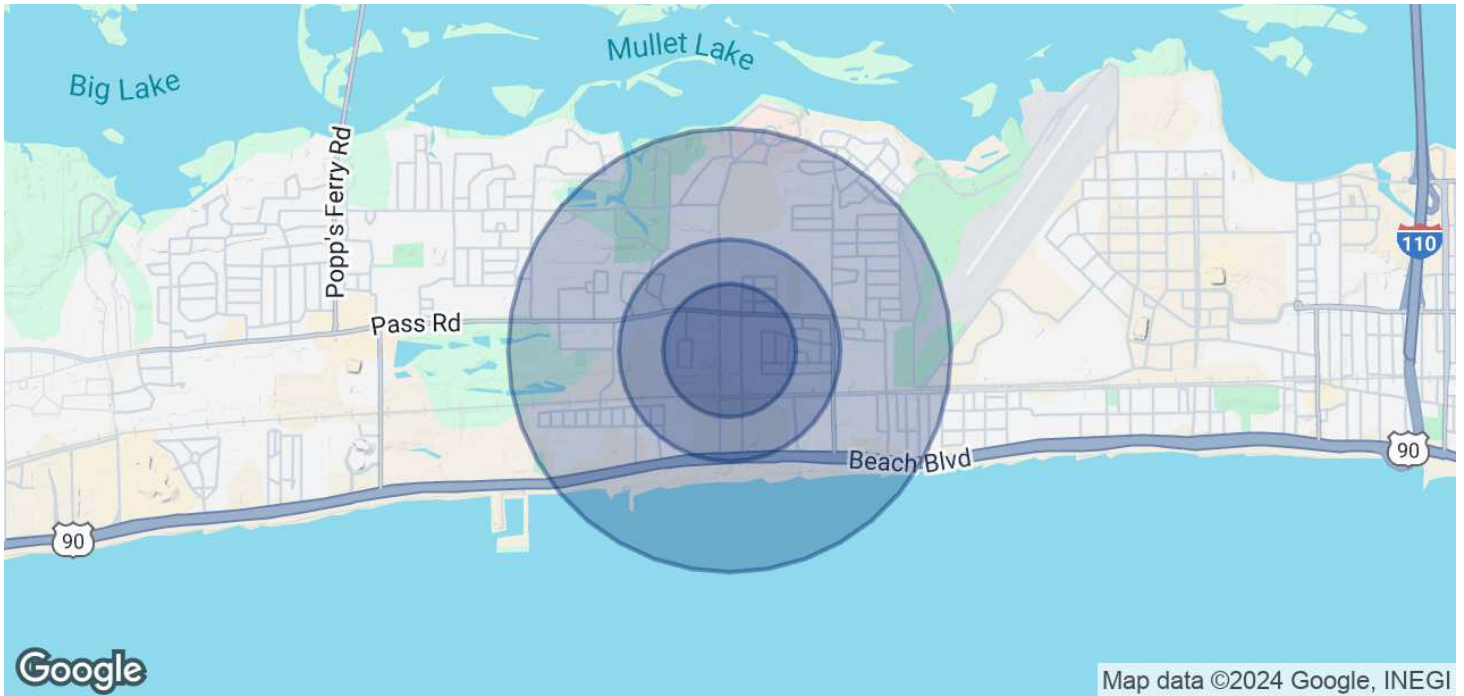 Mullet Lake
Big Lake
Popp's Ferry Rd
110
Pass Rd
Beach Blvd
90
90
Google
Map data ©2024 Google, INEGI